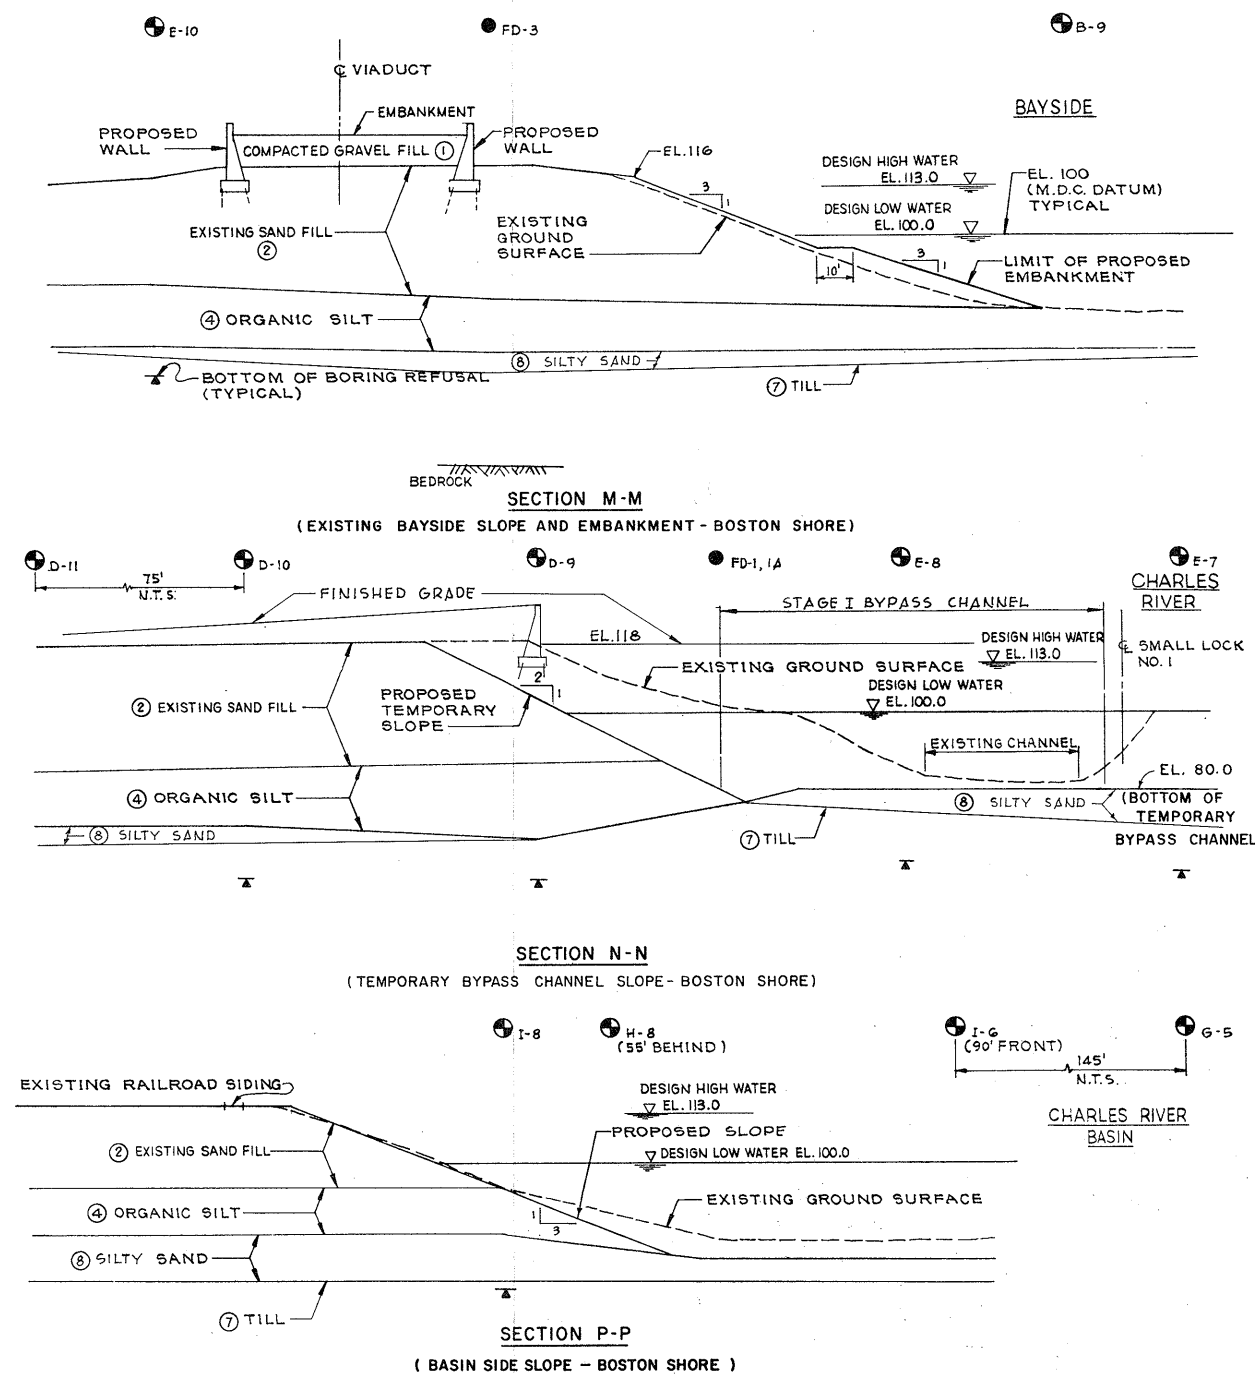 E-10
FD-3
B-9
℄ VIADUCT
BAYSIDE
EMBANKMENT
PROPOSED
WALL
COMPACTED GRAVEL FILL ①
PROPOSED
WALL
EL.116
DESIGN HIGH WATER
EL.113.0
EL. 100
(M.D.C. DATUM)
TYPICAL
3
1
DESIGN LOW WATER
EL.100.0
EXISTING SAND FILL
②
EXISTING
GROUND
SURFACE
10'
3
1
LIMIT OF PROPOSED
EMBANKMENT
④ ORGANIC SILT
⑧ SILTY SAND
BOTTOM OF BORING REFUSAL
(TYPICAL)
⑦ TILL
BEDROCK
SECTION M-M
(EXISTING BAYSIDE SLOPE AND EMBANKMENT - BOSTON SHORE)
D-11
75'
N.T.S.
D-10
D-9
FD-1, 1A
E-8
E-7
CHARLES
RIVER
FINISHED GRADE
STAGE I BYPASS CHANNEL
EL.118
DESIGN HIGH WATER
EL.113.0
℄ SMALL LOCK
NO. 1
EXISTING GROUND SURFACE
DESIGN LOW WATER
EL.100.0
2
1
PROPOSED
TEMPORARY
SLOPE
② EXISTING SAND FILL
EXISTING CHANNEL
EL. 80.0
(BOTTOM OF
TEMPORARY
BYPASS CHANNEL
④ ORGANIC SILT
⑧ SILTY SAND
⑧ SILTY SAND
⑦ TILL
SECTION N-N
(TEMPORARY BYPASS CHANNEL SLOPE - BOSTON SHORE)
I-8
H-8
(55' BEHIND)
I-6
(90' FRONT)
145'
N.T.S.
G-5
EXISTING RAILROAD SIDING
DESIGN HIGH WATER
EL. 113.0
CHARLES RIVER
BASIN
PROPOSED SLOPE
② EXISTING SAND FILL
DESIGN LOW WATER EL.100.0
④ ORGANIC SILT
1
3
EXISTING GROUND SURFACE
⑧ SILTY SAND
⑦ TILL
SECTION P-P
( BASIN SIDE SLOPE - BOSTON SHORE )